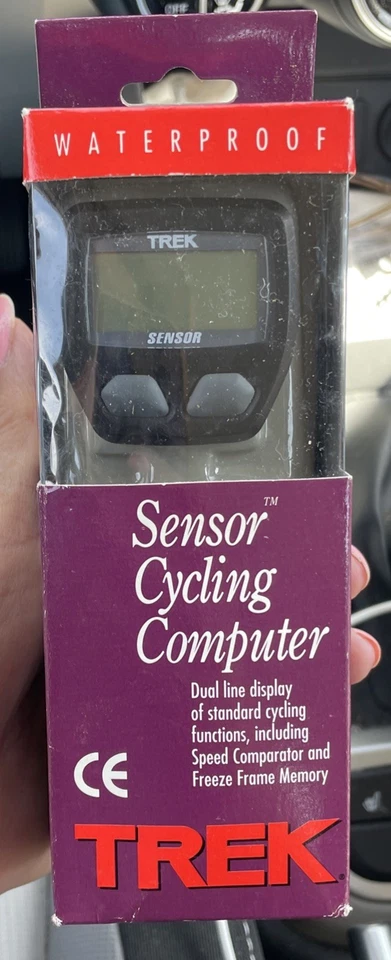 WATERPROOF
TREK
SENSOR
Sensor™
Cycling
Computer
Dual line display
of standard cycling
functions, including
Speed Comparator and
Freeze Frame Memory
CE
TREK®